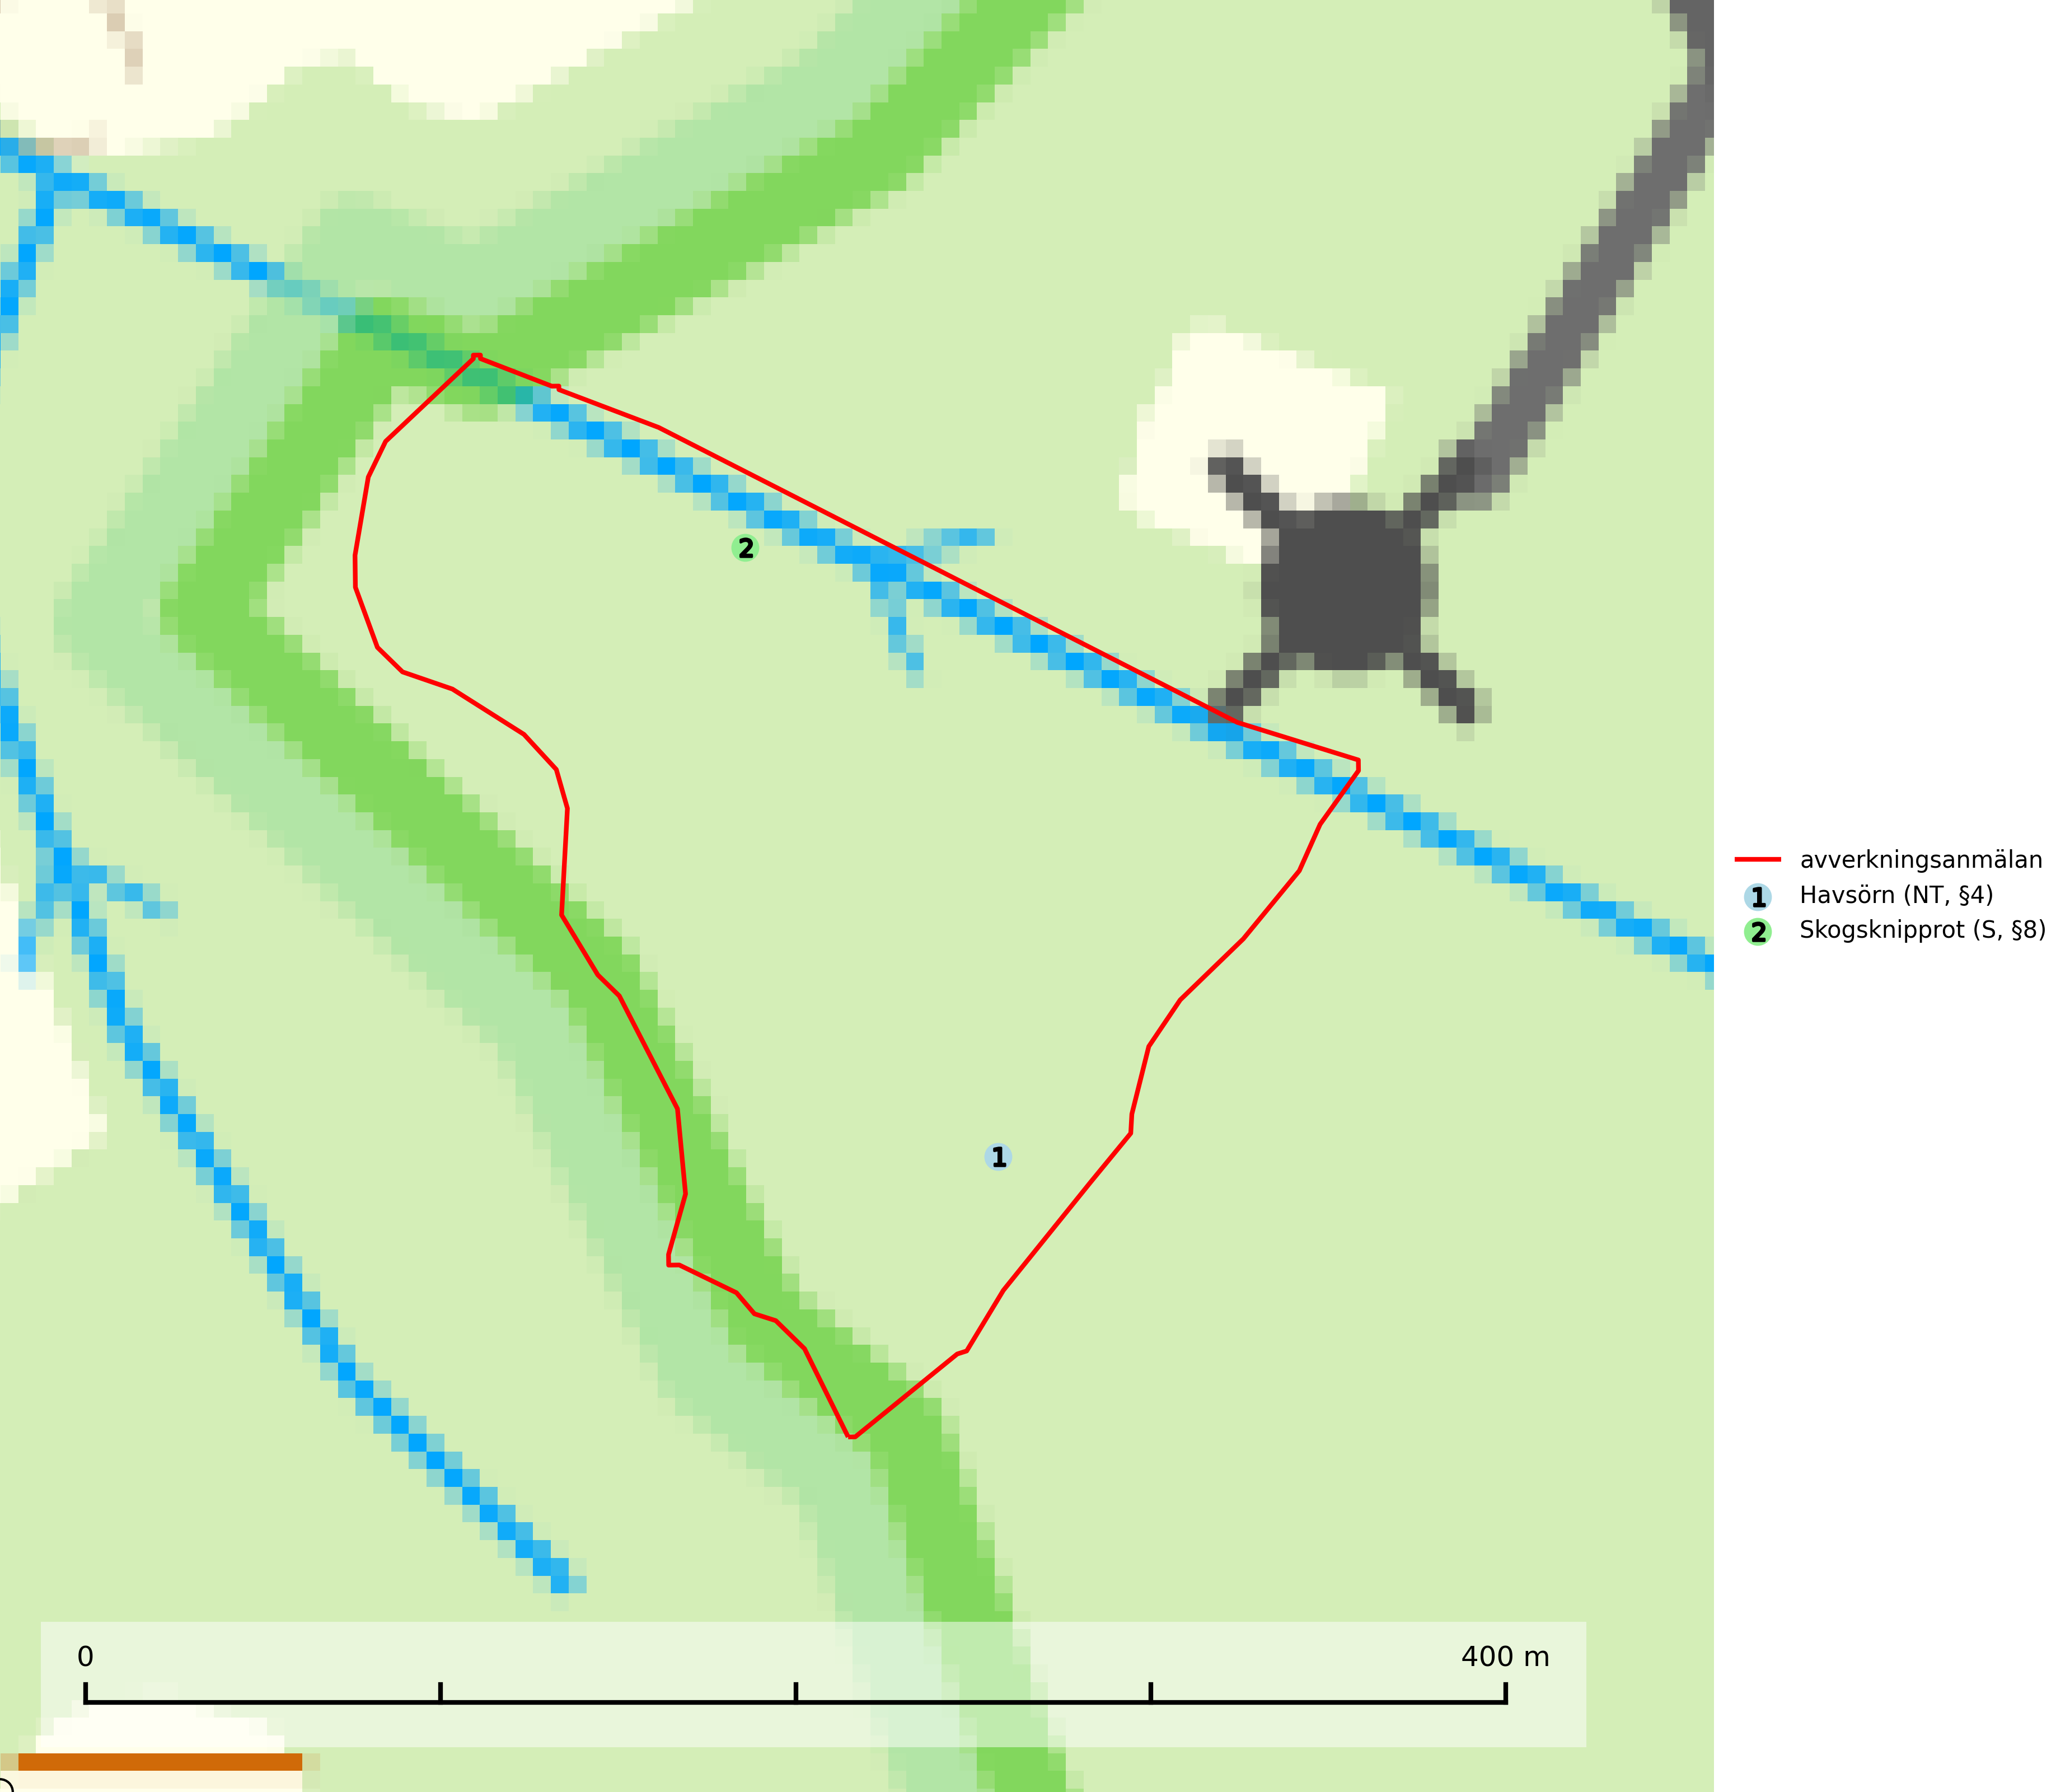 2
1
avverkningsanmälan
1 Havsörn (NT, §4)
2 Skogsknipprot (S, §8)
0 400 m